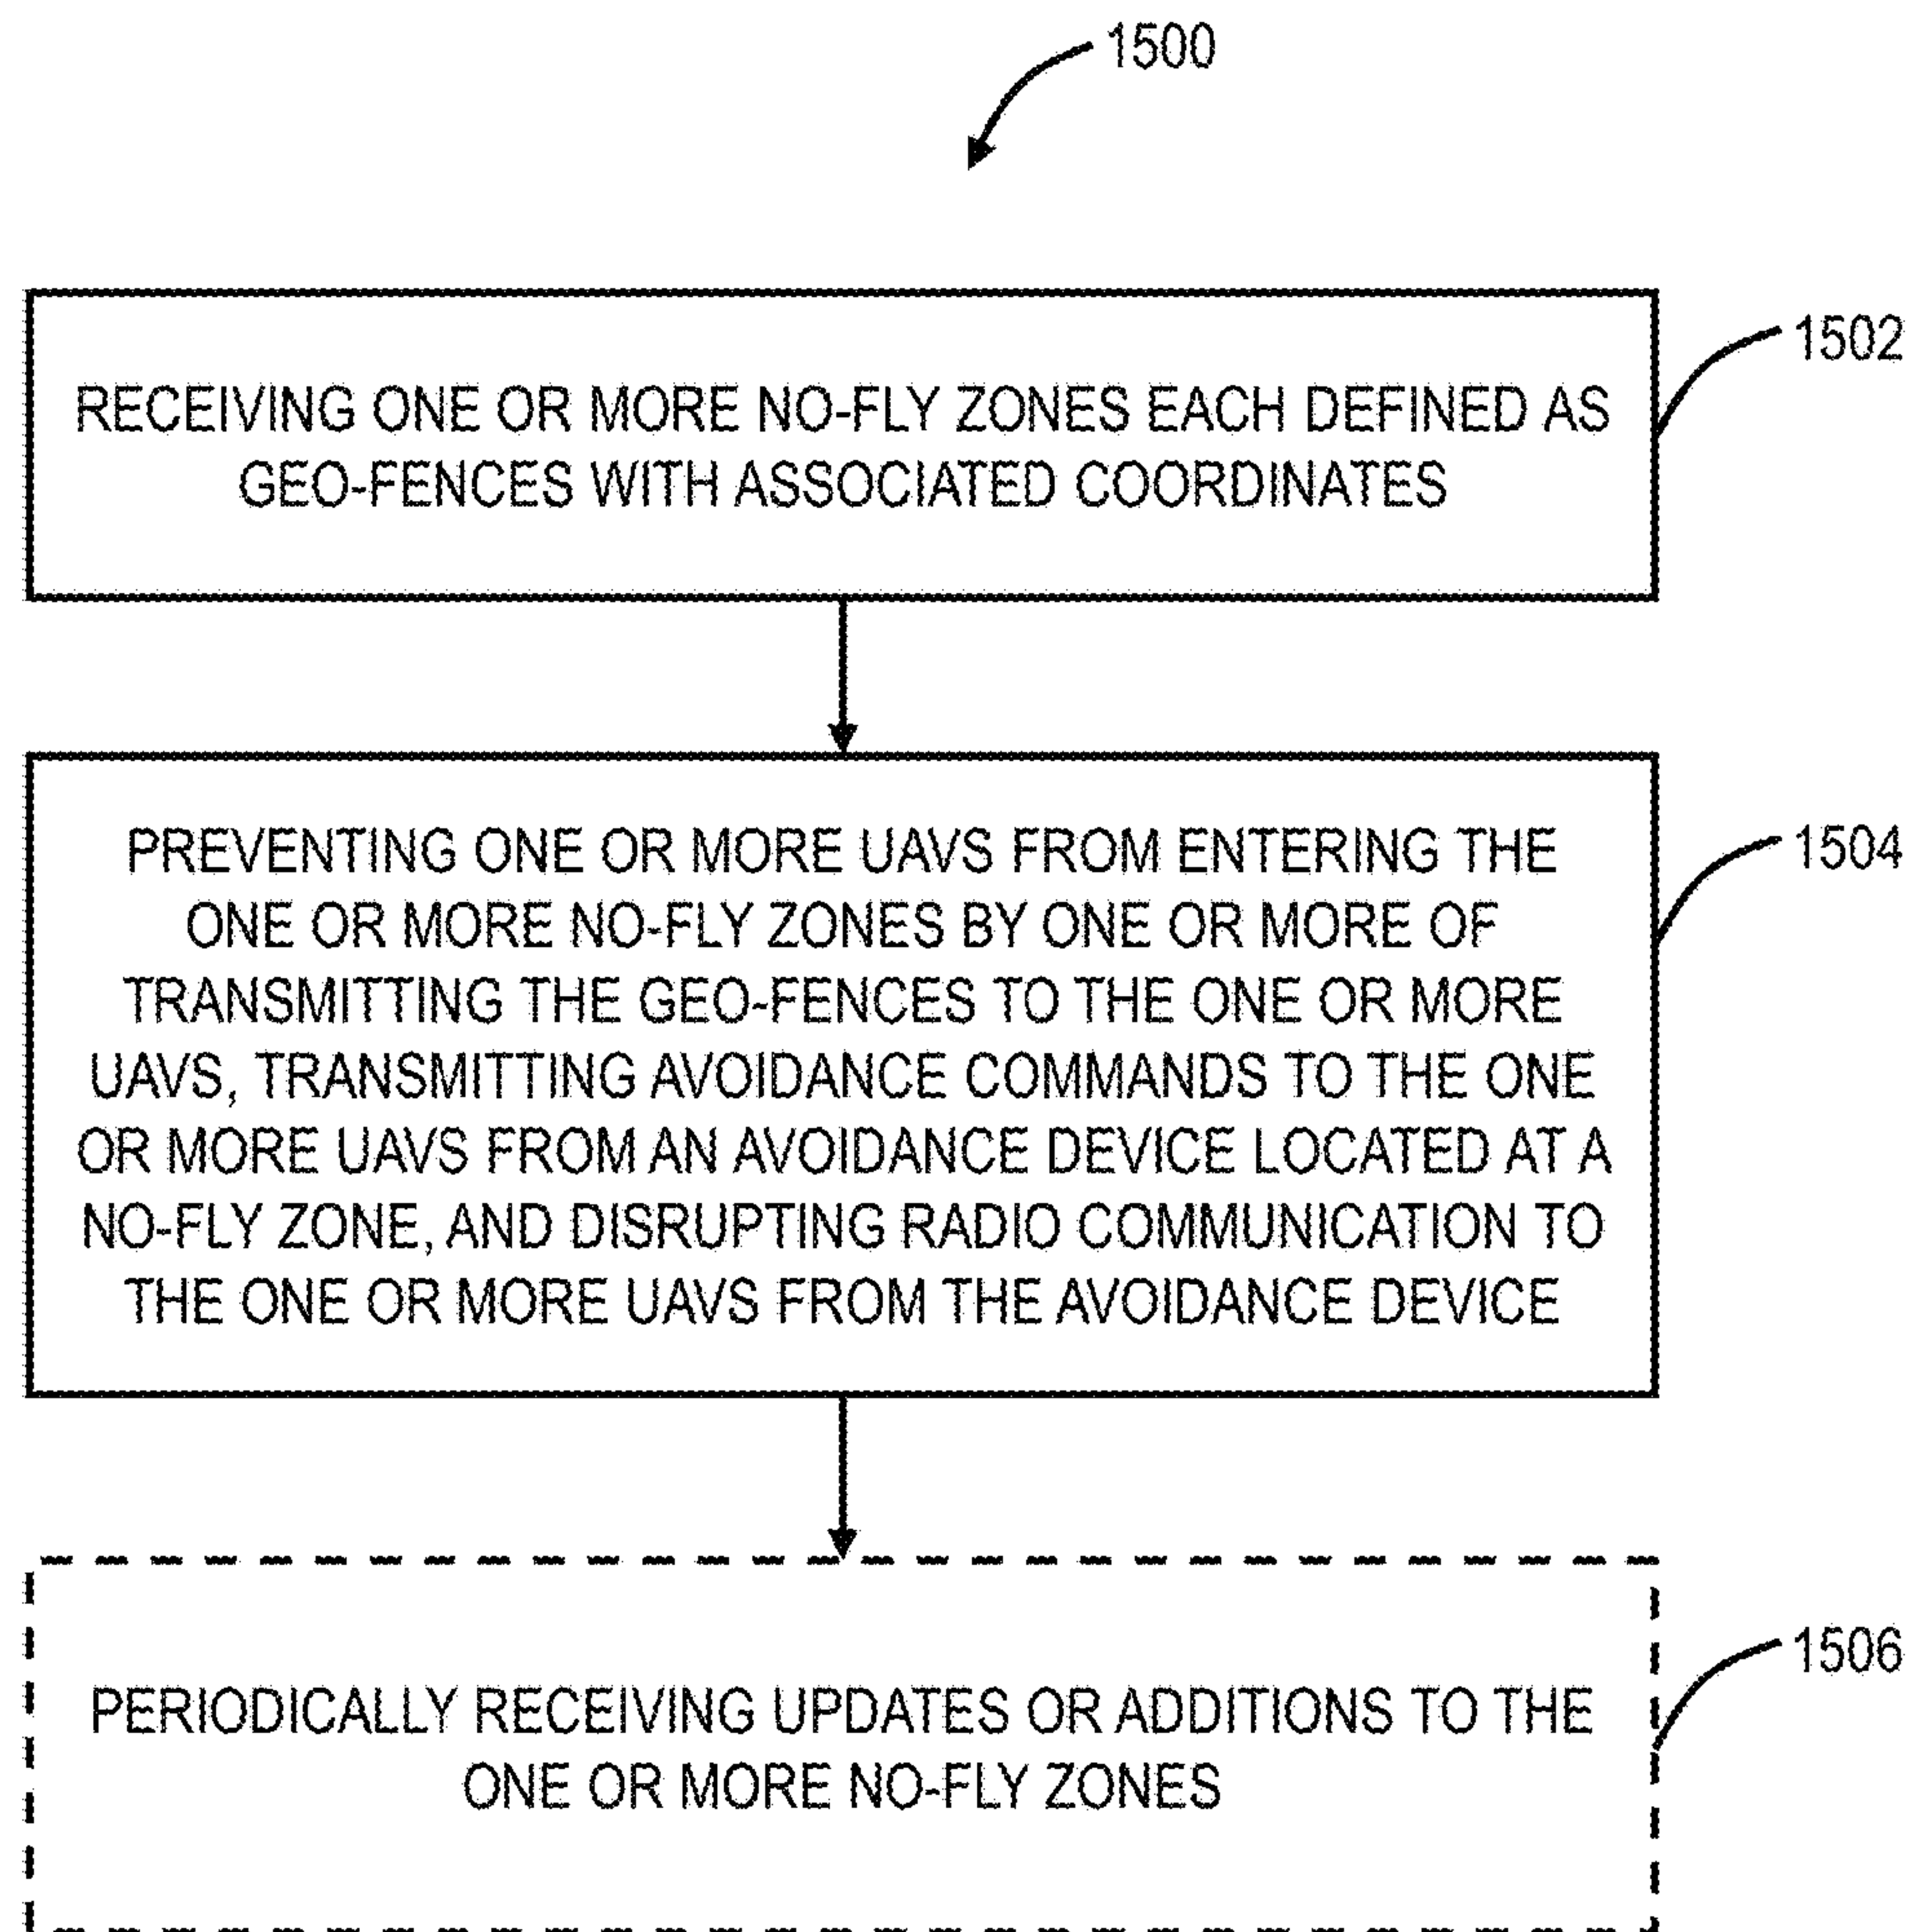 1500
1502
RECEIVING ONE OR MORE NO-FLY ZONES EACH DEFINED AS
GEO-FENCES WITH ASSOCIATED COORDINATES
1504
PREVENTING ONE OR MORE UAVS FROM ENTERING THE
ONE OR MORE NO-FLY ZONES BY ONE OR MORE OF
TRANSMITTING THE GEO-FENCES TO THE ONE OR MORE
UAVS, TRANSMITTING AVOIDANCE COMMANDS TO THE ONE
OR MORE UAVS FROM AN AVOIDANCE DEVICE LOCATED AT A
NO-FLY ZONE, AND DISRUPTING RADIO COMMUNICATION TO
THE ONE OR MORE UAVS FROM THE AVOIDANCE DEVICE
1506
PERIODICALLY RECEIVING UPDATES OR ADDITIONS TO THE
ONE OR MORE NO-FLY ZONES